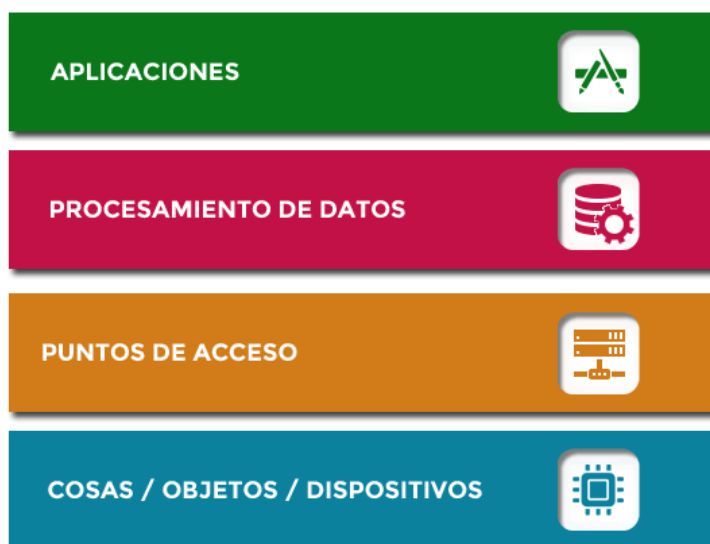 APLICACIONES
PROCESAMIENTO DE DATOS
PUNTOS DE ACCESO
COSAS / OBJETOS / DISPOSITIVOS